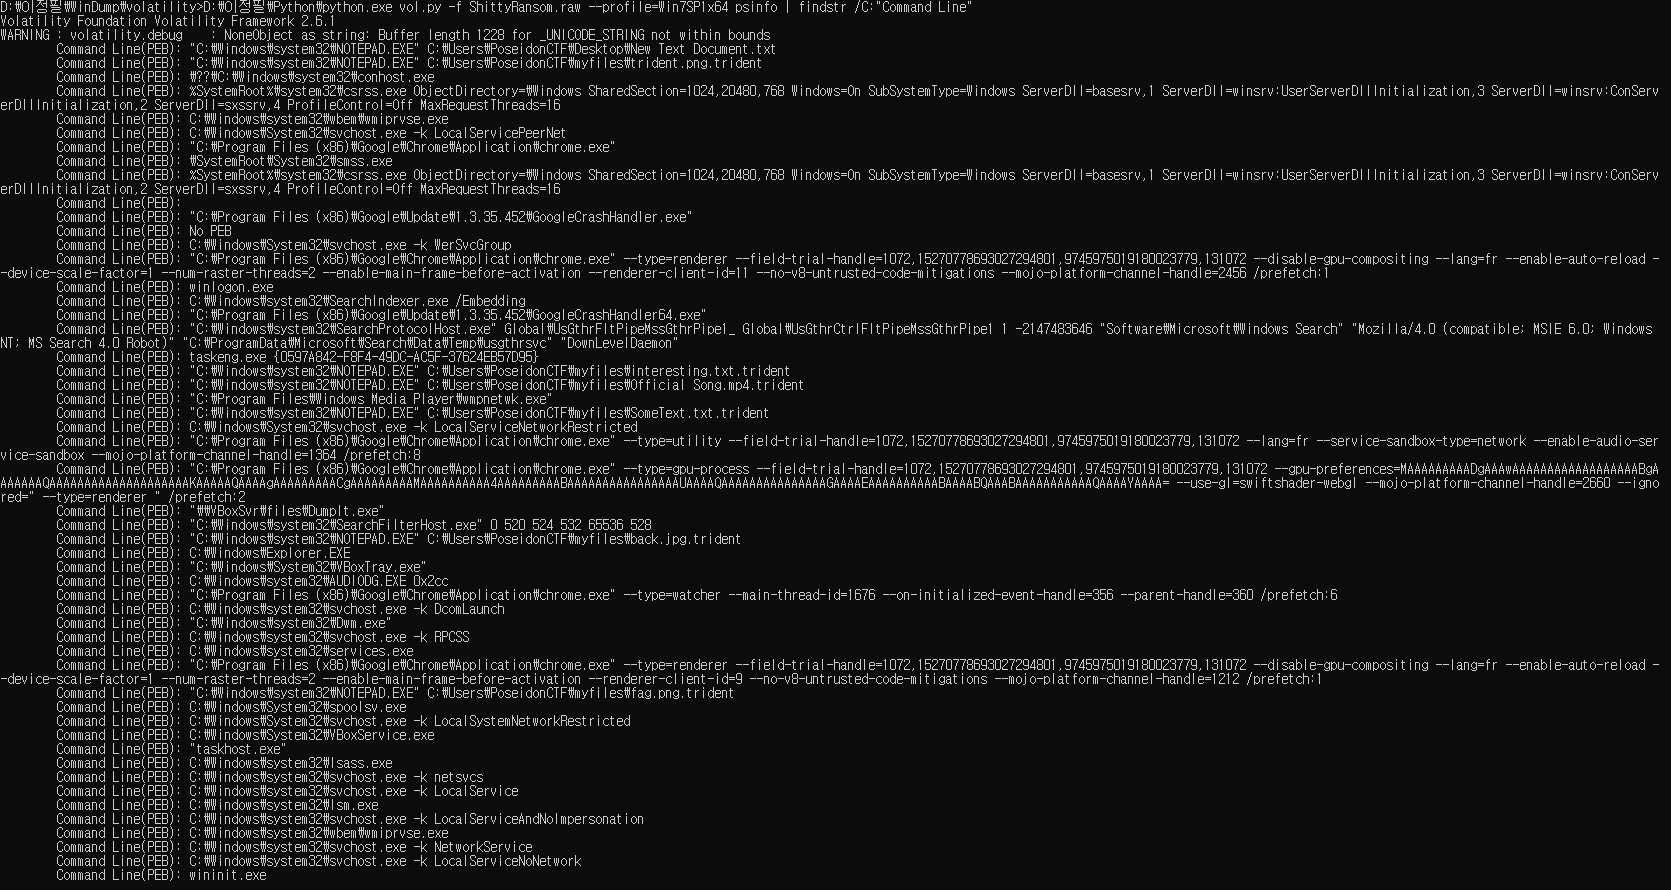 D:₩이정필₩WinDump₩volatility>D:₩이정필₩Python₩python.exe vol.py -f ShittyRansom.raw --profile=Win7SP1x64 psinfo | findstr /C:"Command Line"
Volatility Foundation Volatility Framework 2.6.1
WARNING : volatility.debug    : NoneObject as string: Buffer length 1228 for _UNICODE_STRING not within bounds
        Command Line(PEB): "C:₩Windows₩system32₩NOTEPAD.EXE" C:₩Users₩PoseidonCTF₩Desktop₩New Text Document.txt
        Command Line(PEB): "C:₩Windows₩system32₩NOTEPAD.EXE" C:₩Users₩PoseidonCTF₩myfiles₩trident.png.trident
        Command Line(PEB): ₩??₩C:₩Windows₩system32₩conhost.exe
        Command Line(PEB): %SystemRoot%₩system32₩csrss.exe ObjectDirectory=₩Windows SharedSection=1024,20480,768 Windows=On SubSystemType=Windows ServerDll=basesrv,1 ServerDll=winsrv:UserServerDllInitialization,3 ServerDll=winsrv:ConServ
erDllInitialization,2 ServerDll=sxssrv,4 ProfileControl=Off MaxRequestThreads=16
        Command Line(PEB): C:₩Windows₩system32₩wbem₩wmiprvse.exe
        Command Line(PEB): C:₩Windows₩System32₩svchost.exe -k LocalServicePeerNet
        Command Line(PEB): "C:₩Program Files (x86)₩Google₩Chrome₩Application₩chrome.exe"
        Command Line(PEB): ₩SystemRoot₩System32₩smss.exe
        Command Line(PEB): %SystemRoot%₩system32₩csrss.exe ObjectDirectory=₩Windows SharedSection=1024,20480,768 Windows=On SubSystemType=Windows ServerDll=basesrv,1 ServerDll=winsrv:UserServerDllInitialization,3 ServerDll=winsrv:ConServ
erDllInitialization,2 ServerDll=sxssrv,4 ProfileControl=Off MaxRequestThreads=16
        Command Line(PEB):
        Command Line(PEB): "C:₩Program Files (x86)₩Google₩Update₩1.3.35.452₩GoogleCrashHandler.exe"
        Command Line(PEB): No PEB
        Command Line(PEB): C:₩Windows₩System32₩svchost.exe -k WerSvcGroup
        Command Line(PEB): "C:₩Program Files (x86)₩Google₩Chrome₩Application₩chrome.exe" --type=renderer --field-trial-handle=1072,15270778693027294801,9745975019180023779,131072 --disable-gpu-compositing --lang=fr --enable-auto-reload -
-device-scale-factor=1 --num-raster-threads=2 --enable-main-frame-before-activation --renderer-client-id=11 --no-v8-untrusted-code-mitigations --mojo-platform-channel-handle=2456 /prefetch:1
        Command Line(PEB): winlogon.exe
        Command Line(PEB): C:₩Windows₩system32₩SearchIndexer.exe /Embedding
        Command Line(PEB): "C:₩Program Files (x86)₩Google₩Update₩1.3.35.452₩GoogleCrashHandler64.exe"
        Command Line(PEB): "C:₩Windows₩system32₩SearchProtocolHost.exe" Global₩UsGthrFltPipeMssGthrPipe1_ Global₩UsGthrCtrlFltPipeMssGthrPipe1 1 -2147483646 "Software₩Microsoft₩Windows Search" "Mozilla/4.0 (compatible; MSIE 6.0; Windows
NT; MS Search 4.0 Robot)" "C:₩ProgramData₩Microsoft₩Search₩Data₩Temp₩usgthrsvc" "DownLevelDaemon"
        Command Line(PEB): taskeng.exe {0597A842-F8F4-49DC-AC5F-37624EB57D95}
        Command Line(PEB): "C:₩Windows₩system32₩NOTEPAD.EXE" C:₩Users₩PoseidonCTF₩myfiles₩interesting.txt.trident
        Command Line(PEB): "C:₩Windows₩system32₩NOTEPAD.EXE" C:₩Users₩PoseidonCTF₩myfiles₩Official Song.mp4.trident
        Command Line(PEB): "C:₩Program Files₩Windows Media Player₩wmpnetwk.exe"
        Command Line(PEB): "C:₩Windows₩system32₩NOTEPAD.EXE" C:₩Users₩PoseidonCTF₩myfiles₩SomeText.txt.trident
        Command Line(PEB): C:₩Windows₩System32₩svchost.exe -k LocalServiceNetworkRestricted
        Command Line(PEB): "C:₩Program Files (x86)₩Google₩Chrome₩Application₩chrome.exe" --type=utility --field-trial-handle=1072,15270778693027294801,9745975019180023779,131072 --lang=fr --service-sandbox-type=network --enable-audio-ser
vice-sandbox --mojo-platform-channel-handle=1364 /prefetch:8
        Command Line(PEB): "C:₩Program Files (x86)₩Google₩Chrome₩Application₩chrome.exe" --type=gpu-process --field-trial-handle=1072,15270778693027294801,9745975019180023779,131072
--use-gl=swiftshader-webgl --mojo-platform-channel-handle=2660 --igno
red=" --type=renderer " /prefetch:2
        Command Line(PEB): "₩₩VBoxSvr₩files₩DumpIt.exe"
        Command Line(PEB): "C:₩Windows₩system32₩SearchFilterHost.exe" 0 520 524 532 65536 528
        Command Line(PEB): "C:₩Windows₩system32₩NOTEPAD.EXE" C:₩Users₩PoseidonCTF₩myfiles₩back.jpg.trident
        Command Line(PEB): C:₩Windows₩Explorer.EXE
        Command Line(PEB): "C:₩Windows₩System32₩VBoxTray.exe"
        Command Line(PEB): C:₩Windows₩system32₩AUDIODG.EXE 0x2cc
        Command Line(PEB): "C:₩Program Files (x86)₩Google₩Chrome₩Application₩chrome.exe" --type=watcher --main-thread-id=1676 --on-initialized-event-handle=356 --parent-handle=360 /prefetch:6
        Command Line(PEB): C:₩Windows₩system32₩svchost.exe -k DcomLaunch
        Command Line(PEB): "C:₩Windows₩system32₩Dwm.exe"
        Command Line(PEB): C:₩Windows₩system32₩svchost.exe -k RPCSS
        Command Line(PEB): C:₩Windows₩system32₩services.exe
        Command Line(PEB): "C:₩Program Files (x86)₩Google₩Chrome₩Application₩chrome.exe" --type=renderer --field-trial-handle=1072,15270778693027294801,9745975019180023779,131072 --disable-gpu-compositing --lang=fr --enable-auto-reload -
-device-scale-factor=1 --num-raster-threads=2 --enable-main-frame-before-activation --renderer-client-id=9 --no-v8-untrusted-code-mitigations --mojo-platform-channel-handle=1212 /prefetch:1
        Command Line(PEB): "C:₩Windows₩system32₩NOTEPAD.EXE" C:₩Users₩PoseidonCTF₩myfiles₩fag.png.trident
        Command Line(PEB): C:₩Windows₩System32₩spoolsv.exe
        Command Line(PEB): C:₩Windows₩system32₩svchost.exe -k LocalSystemNetworkRestricted
        Command Line(PEB): C:₩Windows₩System32₩VBoxService.exe
        Command Line(PEB): "taskhost.exe"
        Command Line(PEB): C:₩Windows₩system32₩lsass.exe
        Command Line(PEB): C:₩Windows₩system32₩svchost.exe -k netsvcs
        Command Line(PEB): C:₩Windows₩system32₩svchost.exe -k LocalService
        Command Line(PEB): C:₩Windows₩system32₩lsm.exe
        Command Line(PEB): C:₩Windows₩system32₩svchost.exe -k LocalServiceAndNoImpersonation
        Command Line(PEB): C:₩Windows₩system32₩wbem₩wmiprvse.exe
        Command Line(PEB): C:₩Windows₩system32₩svchost.exe -k NetworkService
        Command Line(PEB): C:₩Windows₩system32₩svchost.exe -k LocalServiceNoNetwork
        Command Line(PEB): wininit.exe